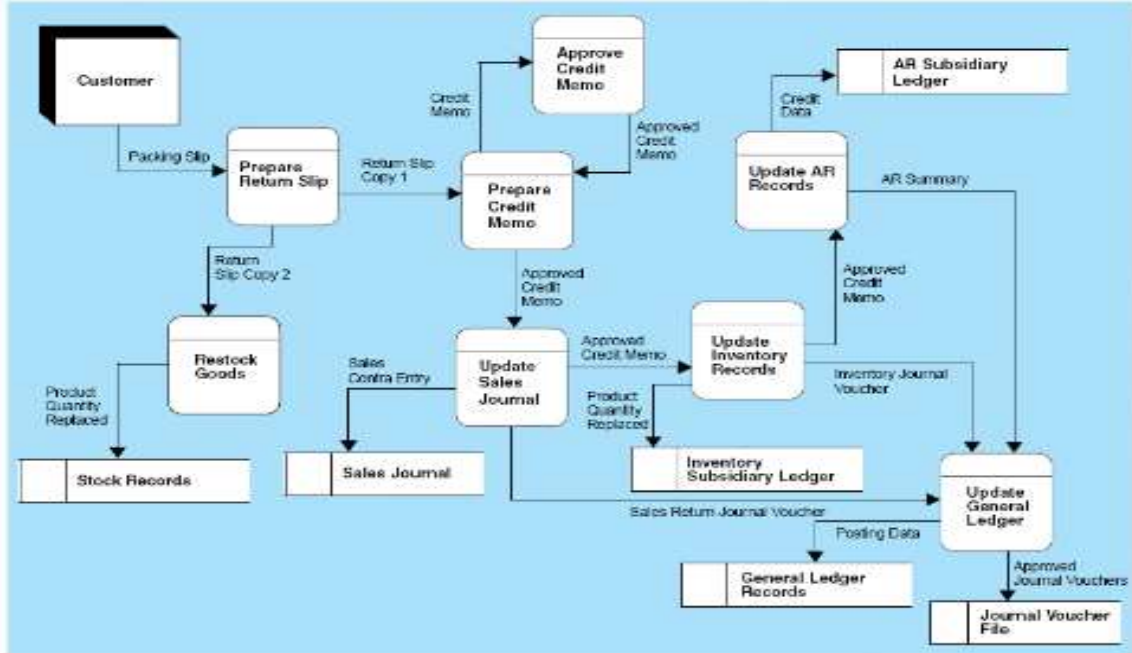 Customer
Approve
Credit
Memo
AR Subsidiary
Ledger
Credit
Memo
Approved
Credit
Memo
Credit
Data
Packing Slip
Prepare
Return Slip
Return Slip
Copy 1
Prepare
Credit
Memo
Update AR
Records
AR Summary
Return
Slip Copy 2
Approved
Credit
Memo
Approved
Credit
Memo
Restock
Goods
Update
Sales
Journal
Approved
Credit Memo
Update
Inventory
Records
Inventory Journal
Voucher
Sales
Contra Entry
Product
Quantity
Replaced
Product
Quantity
Replaced
Stock Records
Sales Journal
Inventory
Subsidiary Ledger
Update
General
Ledger
Sales Return Journal Voucher
Posting Data
General Ledger
Records
Approved
Journal Vouchers
Journal Voucher
File